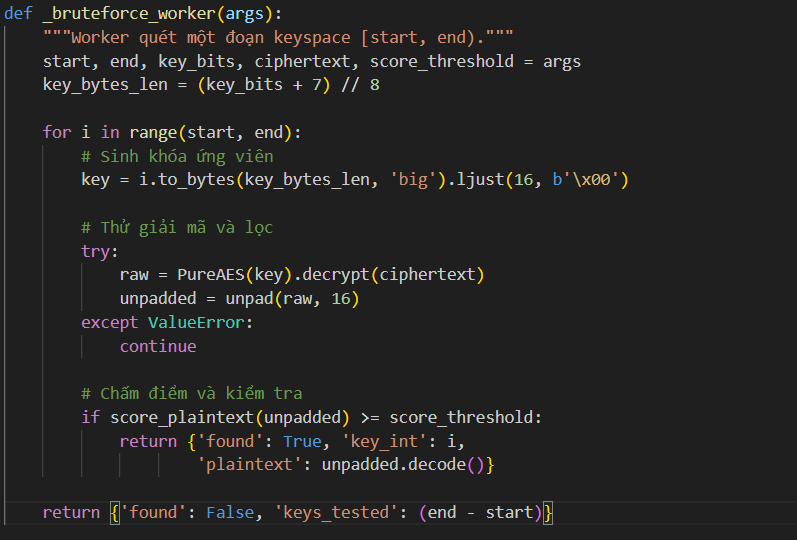 def _bruteforce_worker(args):
    """Worker quét một đoạn keyspace [start, end)."""
    start, end, key_bits, ciphertext, score_threshold = args
    key_bytes_len = (key_bits + 7) // 8
    for i in range(start, end):
        # Sinh khóa ứng viên
        key = i.to_bytes(key_bytes_len, 'big').ljust(16, b'\x00')
        # Thử giải mã và lọc
        try:
            raw = PureAES(key).decrypt(ciphertext)
            unpadded = unpad(raw, 16)
        except ValueError:
            continue
        # Chấm điểm và kiểm tra
        if score_plaintext(unpadded) >= score_threshold:
            return {'found': True, 'key_int': i,
                    'plaintext': unpadded.decode()}
    return {'found': False, 'keys_tested': (end - start)}